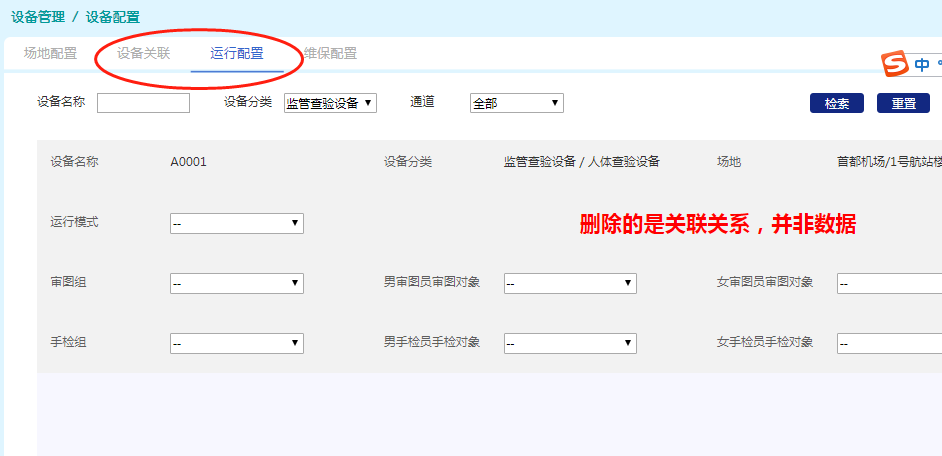 设备管理 / 设备配置
场地配置 设备关联 运行配置 维保配置
中
设备名称 设备分类 监管查验设备 通道 全部 检索 重置
设备名称 A0001 设备分类 监管查验设备 / 人体查验设备 场地 首都机场/1号航站楼
运行模式 -- 删除的是关联关系，并非数据
审图组 -- 男审图员审图对象 -- 女审图员审图对象 --
手检组 -- 男手检员手检对象 -- 女手检员手检对象 --